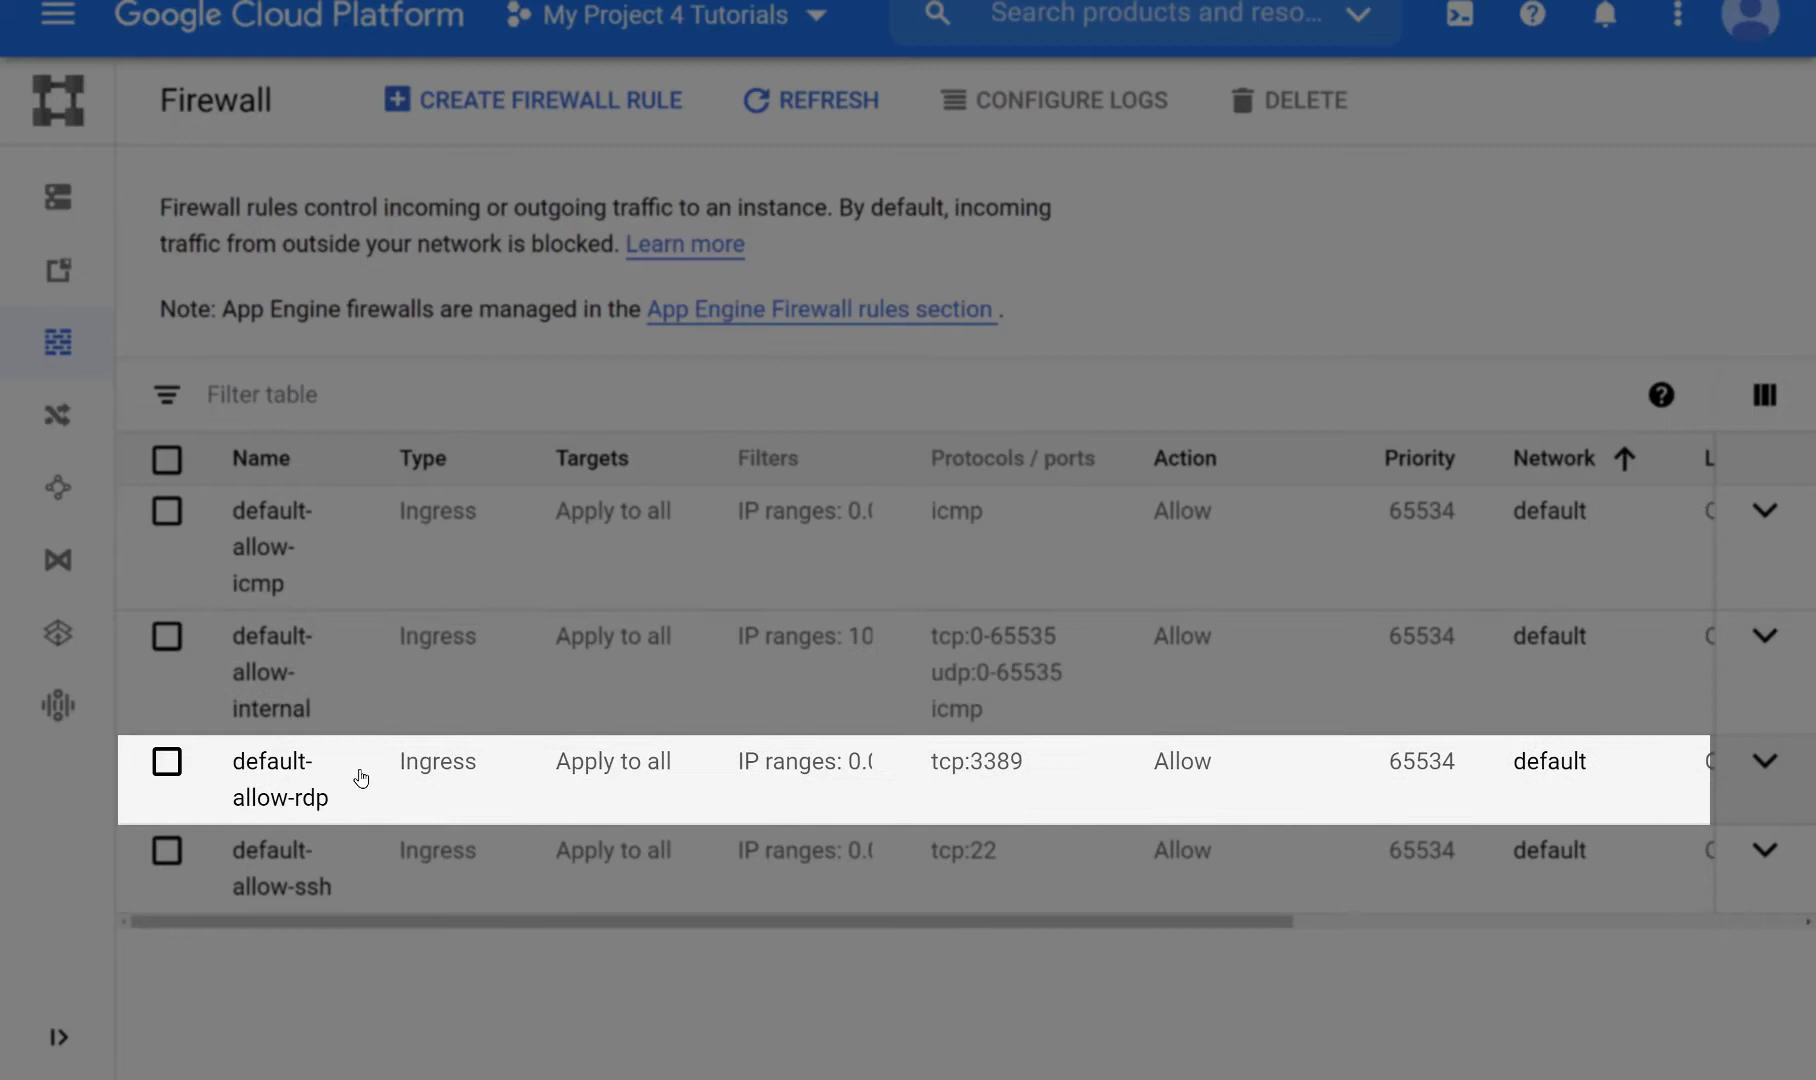 Google Cloud Platform
My Project 4 Tutorials
Search products and reso...
Firewall
CREATE FIREWALL RULE
REFRESH
CONFIGURE LOGS
DELETE
Firewall rules control incoming or outgoing traffic to an instance. By default, incoming
traffic from outside your network is blocked. Learn more
Note: App Engine firewalls are managed in the App Engine Firewall rules section .
Filter table
Name Type Targets Filters Protocols / ports Action Priority Network L
default- Ingress Apply to all IP ranges: 0.( icmp Allow 65534 default
allow-
icmp
default- Ingress Apply to all IP ranges: 10 tcp:0-65535 Allow 65534 default
allow- udp:0-65535
internal icmp
default- Ingress Apply to all IP ranges: 0.( tcp:3389 Allow 65534 default
allow-rdp
default- Ingress Apply to all IP ranges: 0.( tcp:22 Allow 65534 default
allow-ssh